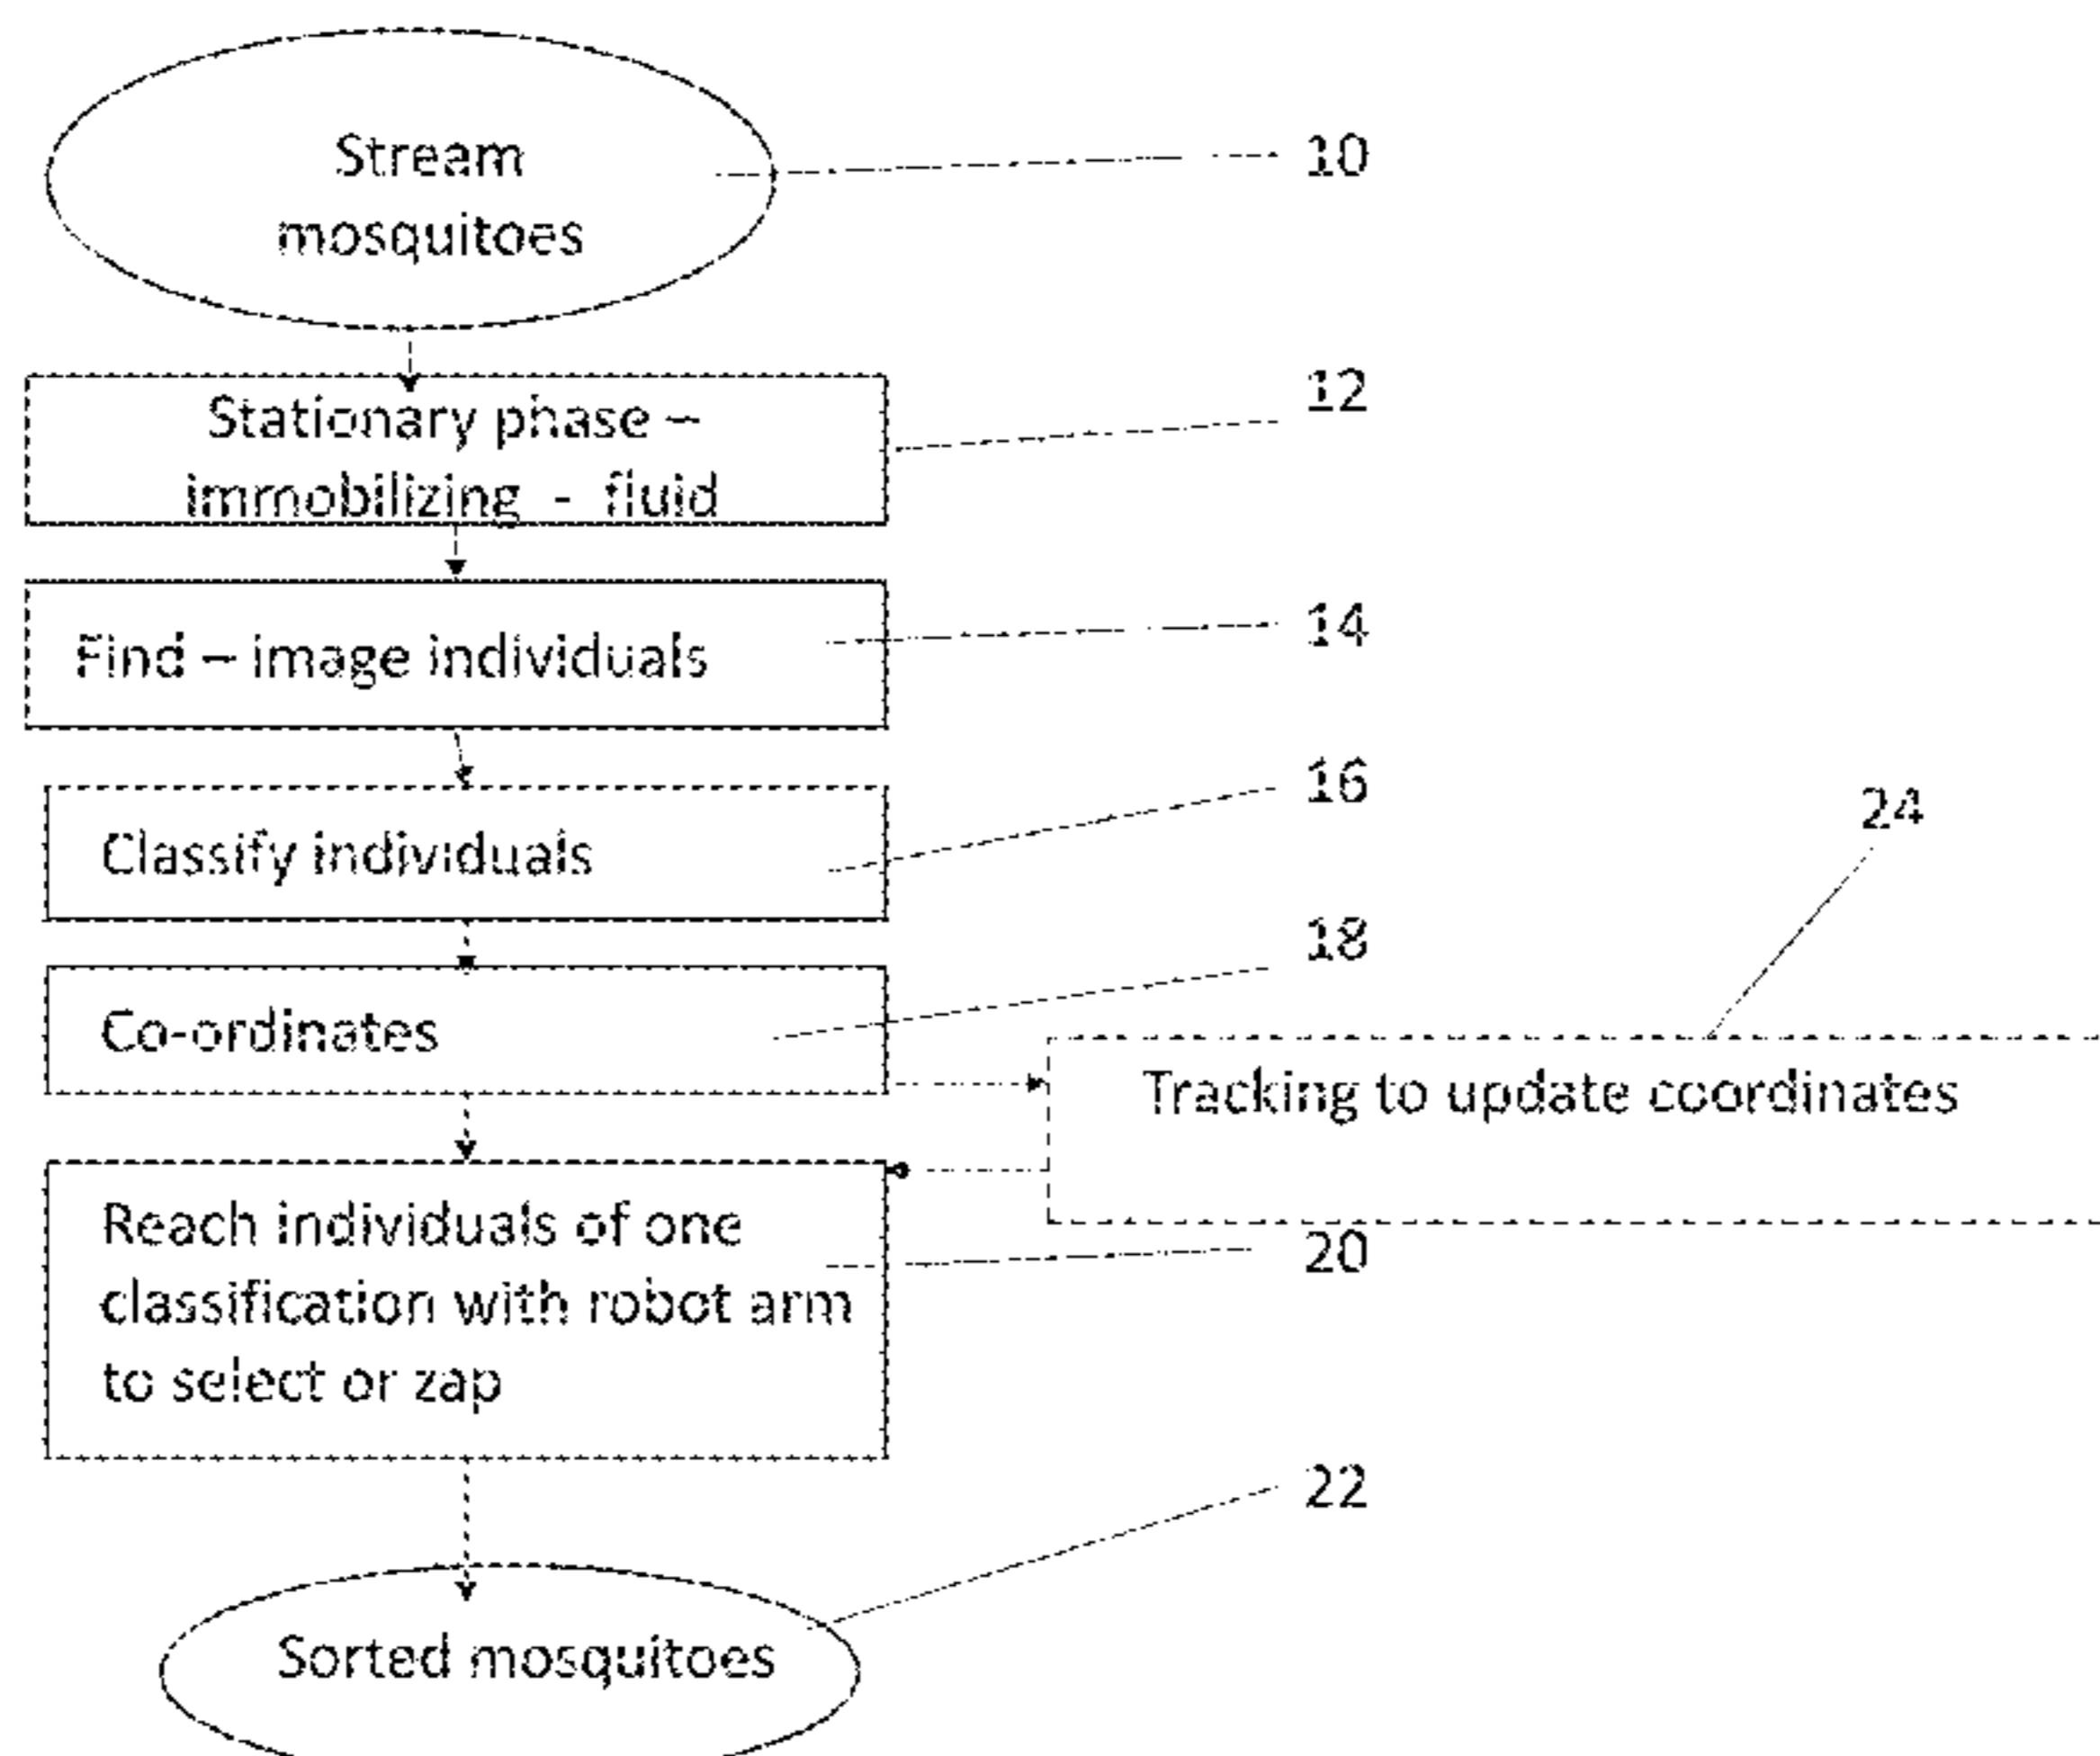 Stream
mosquitoes
10
Stationary phase –
immobilizing - fluid
12
Find – image individuals
14
Classify individuals
16
Co-ordinates
18
24
Tracking to update coordinates
Reach individuals of one
classification with robot arm
to select or zap
20
22
Sorted mosquitoes